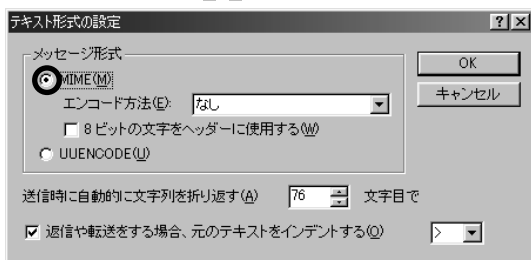 テキスト形式の設定
メッセージ形式
MIME(M)
エンコード方法(E): なし
8 ビットの文字をヘッダーに使用する(W)
UUENCODE(U)
OK
キャンセル
送信時に自動的に文字列を折り返す(A) 76 文字目で
返信や転送をする場合、元のテキストをインデントする(O) >